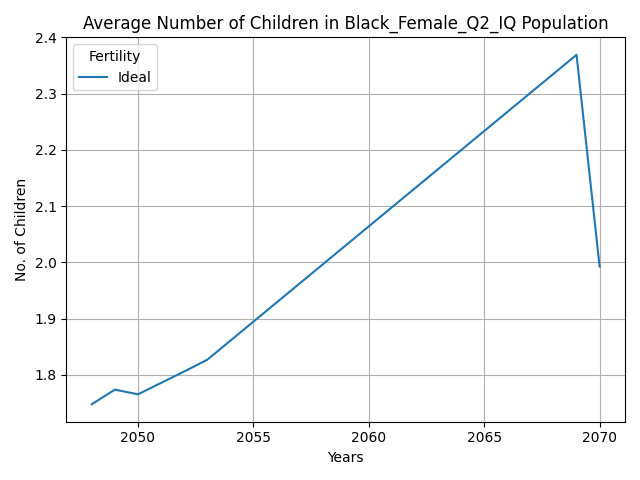 Average Number of Children in Black_Female_Q2_IQ Population
Fertility
Ideal
No. of Children
2.4
2.3
2.2
2.1
2.0
1.9
1.8
2050 2055 2060 2065 2070
Years